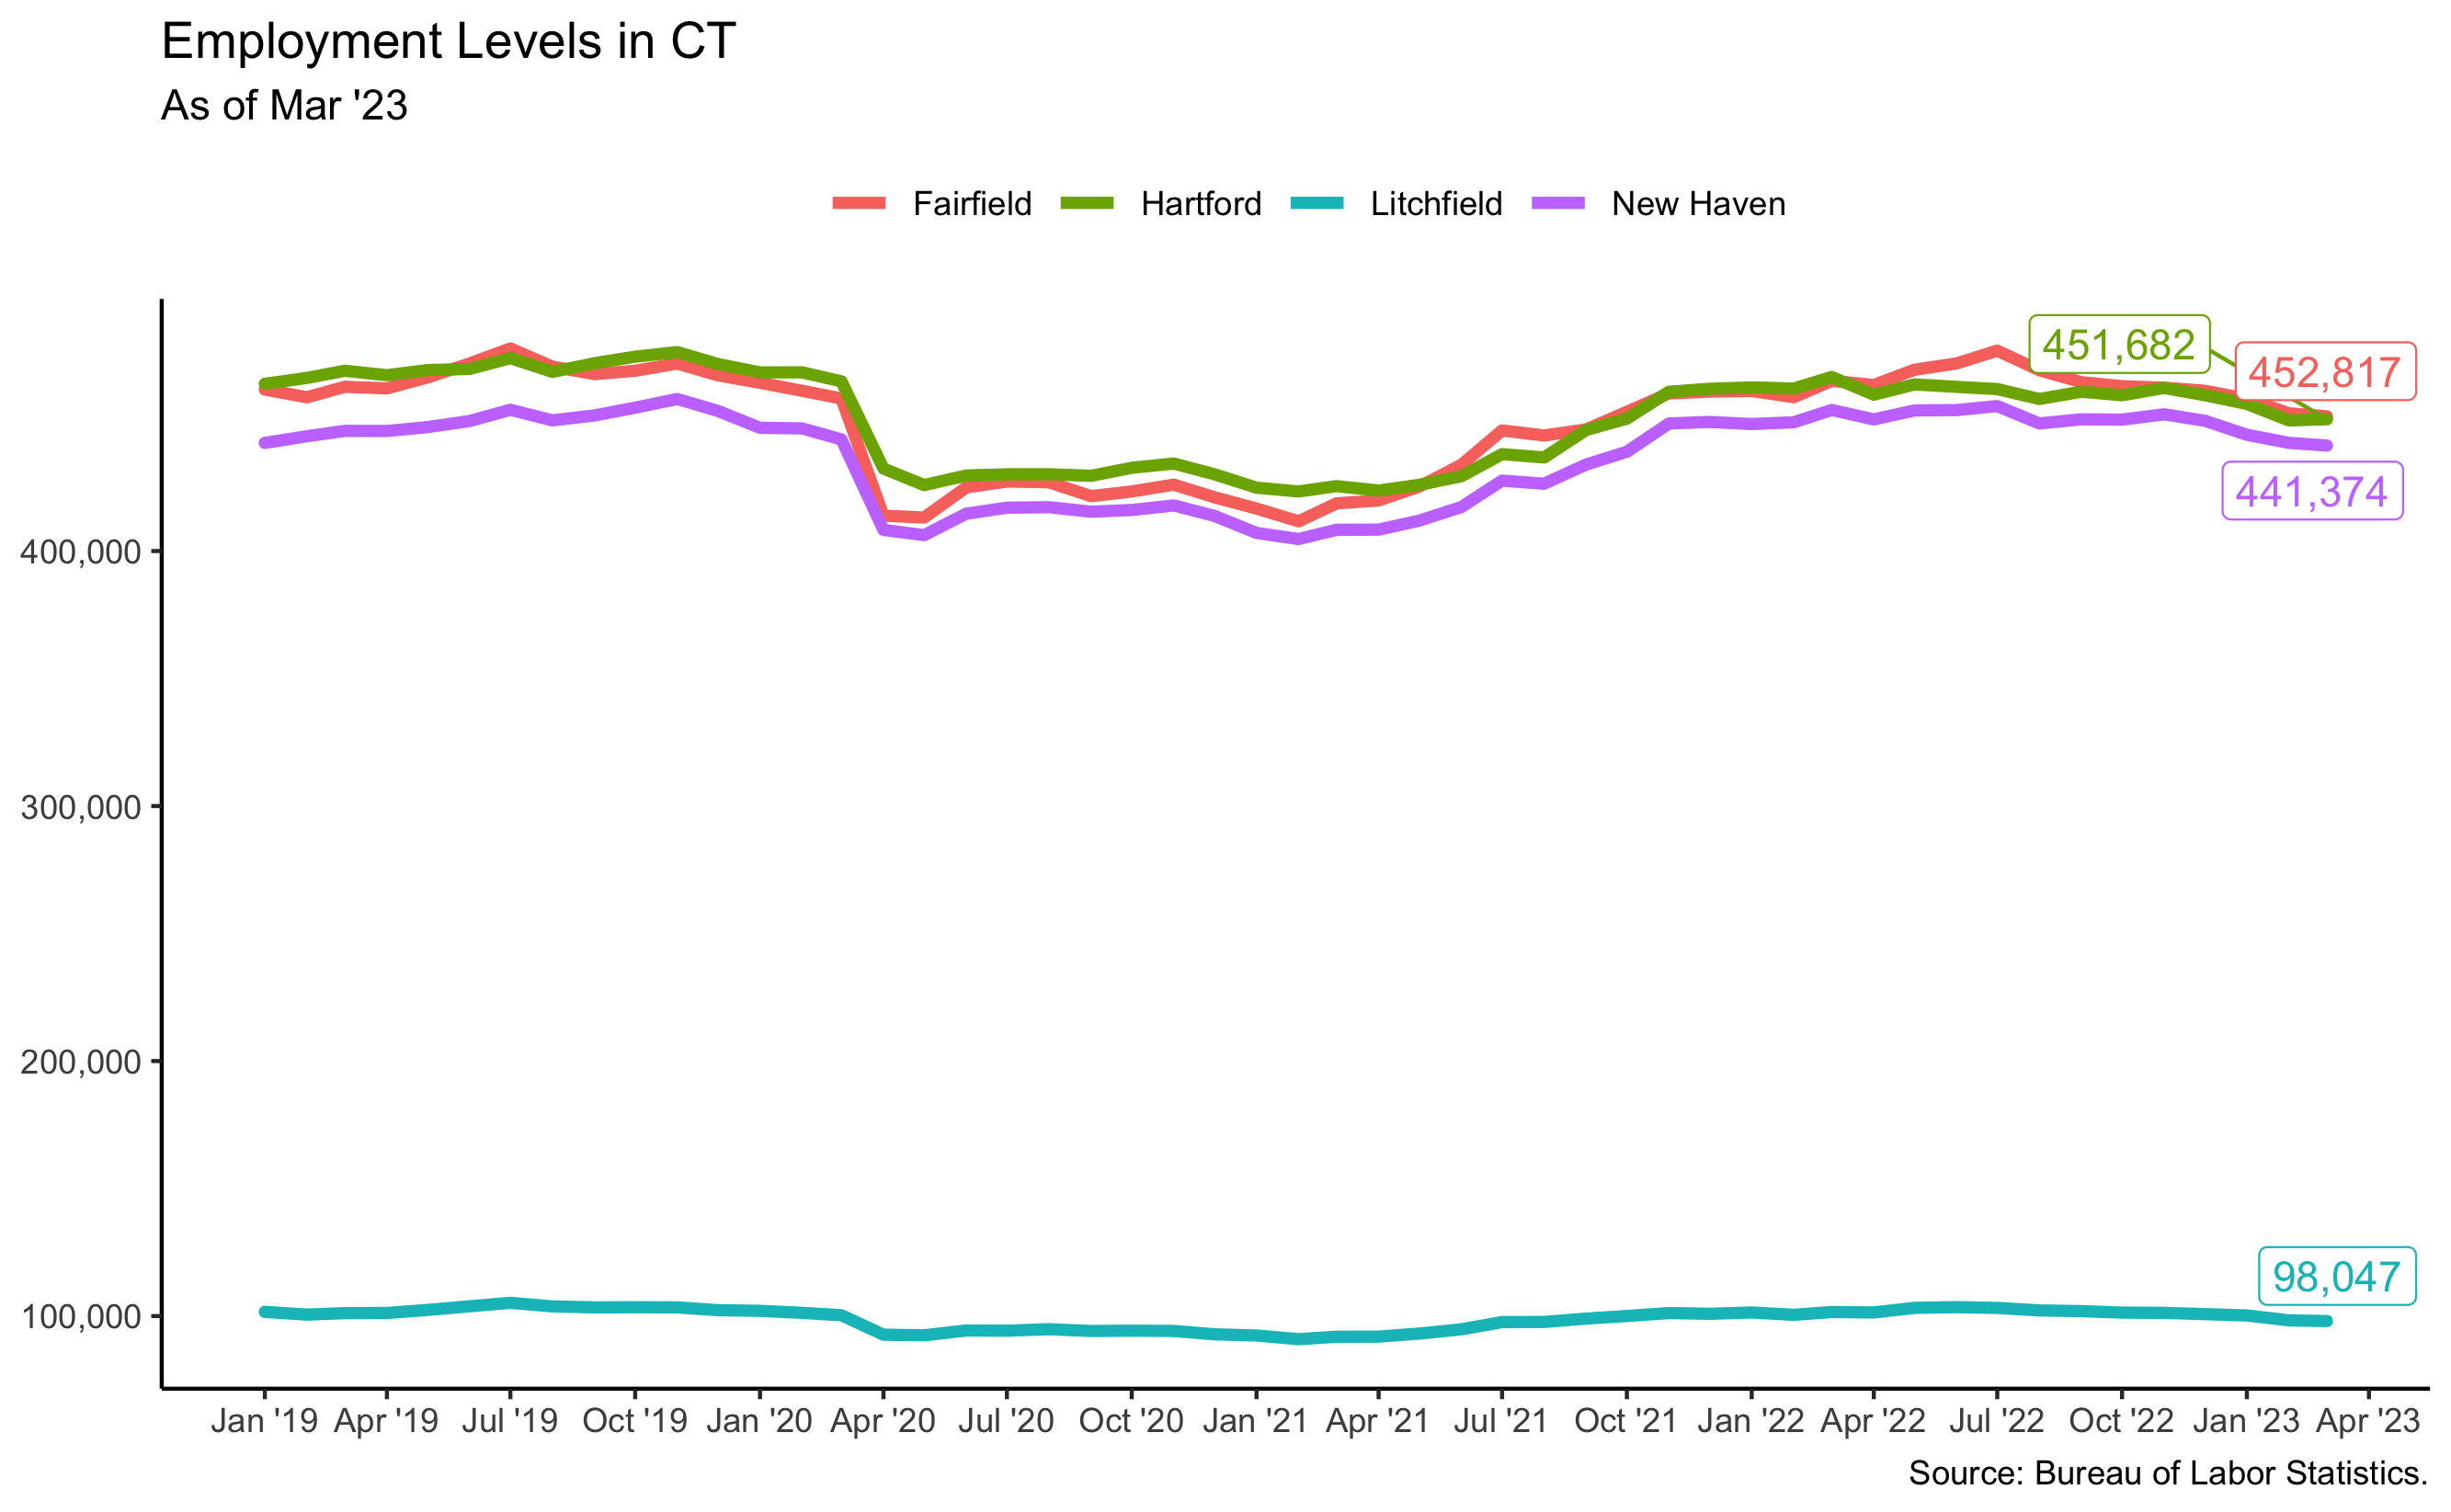 Employment Levels in CT
As of Mar '23
Fairfield Hartford Litchfield New Haven
451,682
452,817
441,374
400,000
300,000
200,000
98,047
100,000
Jan '19 Apr '19 Jul '19 Oct '19 Jan '20 Apr '20 Jul '20 Oct '20 Jan '21 Apr '21 Jul '21 Oct '21 Jan '22 Apr '22 Jul '22 Oct '22 Jan '23 Apr '23
Source: Bureau of Labor Statistics.